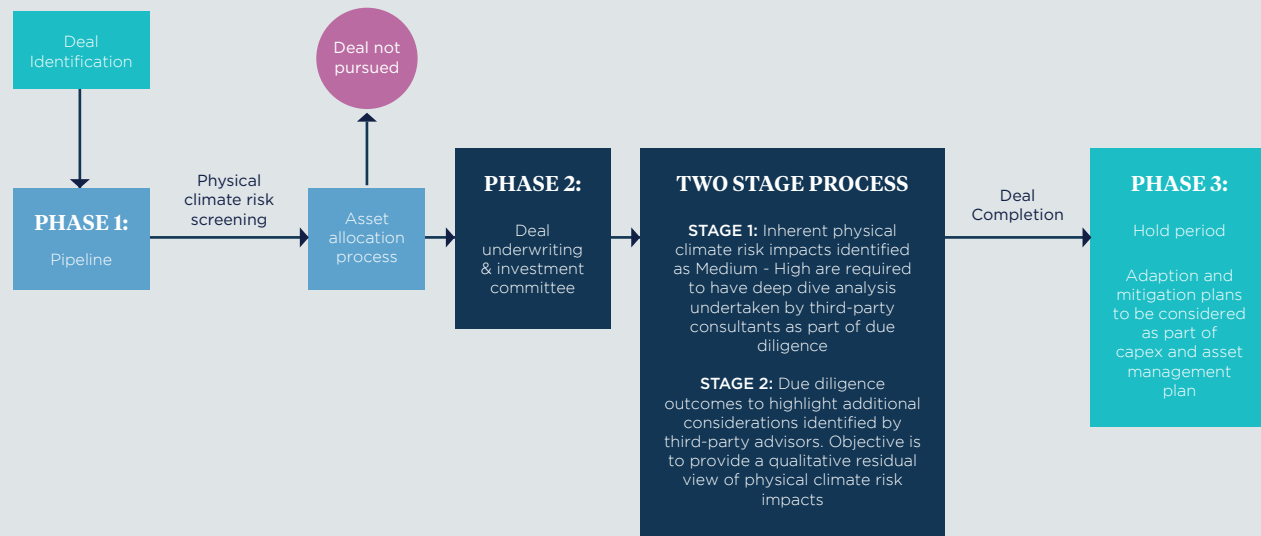 Deal
Identification
Deal not
pursued
PHASE 1:
Pipeline
Physical
climate risk
screening
Asset
allocation
process
PHASE 2:
Deal
underwriting
& investment
committee
TWO STAGE PROCESS
STAGE 1: Inherent physical
climate risk impacts identified
as Medium - High are required
to have deep dive analysis
undertaken by third-party
consultants as part of due
diligence
STAGE 2: Due diligence
outcomes to highlight additional
considerations identified by
third-party advisors. Objective is
to provide a qualitative residual
view of physical climate risk
impacts
Deal
Completion
PHASE 3:
Hold period
Adaption and
mitigation plans
to be considered
as part of
capex and asset
management
plan